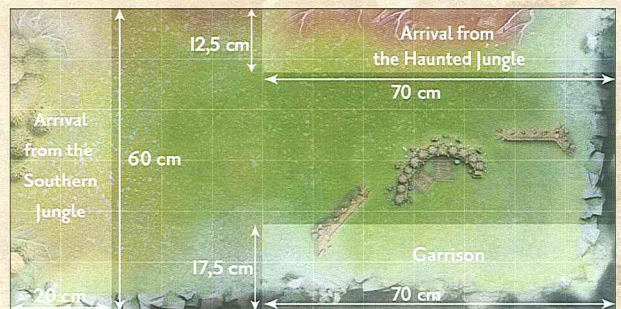 12,5 cm
Arrival from
the Haunted Jungle
70 cm
Arrival
from the
Southern
Jungle
60 cm
17,5 cm
Garrison
20 cm
70 cm